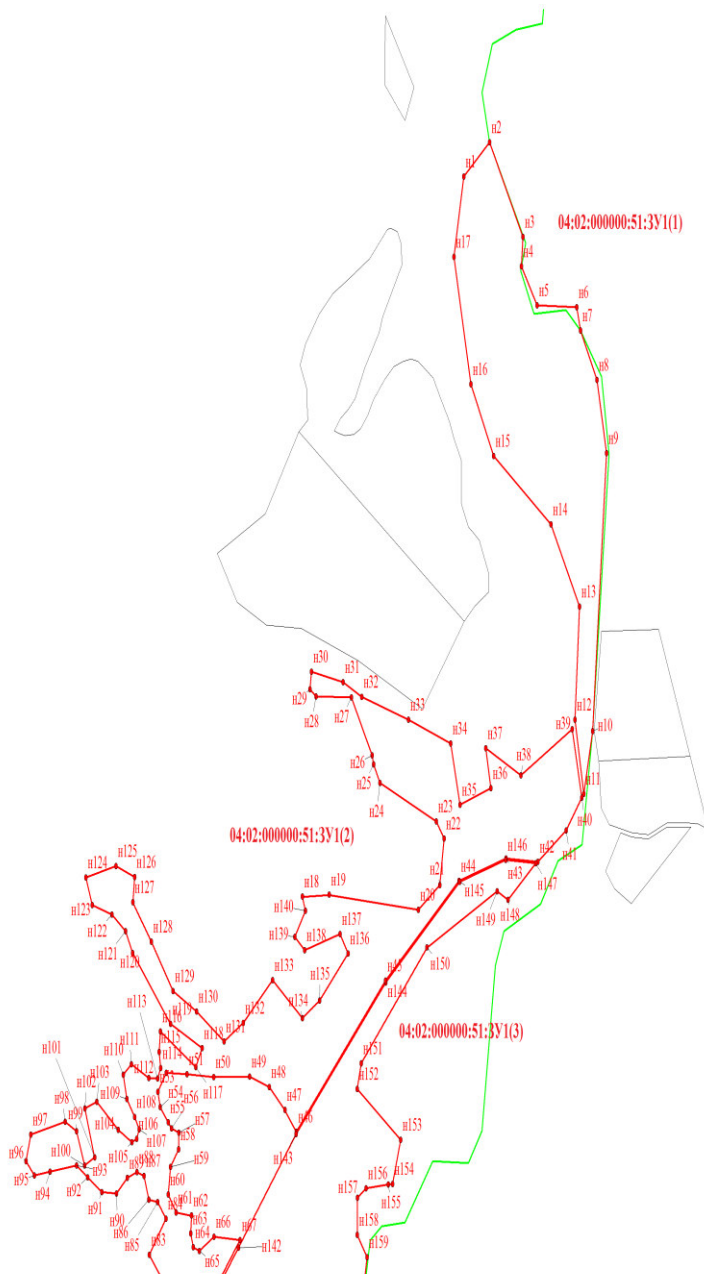 Н2
Н1
Н3
04:02:000000:51:ЗУ1(1)
Н17
Н4
Н5
Н6
Н7
Н8
Н16
Н9
Н15
Н14
Н13
Н30
Н31
Н29
Н32
Н28
Н27
Н33
Н12
Н39
Н10
Н34
Н37
Н26
Н38
Н25
Н36
Н24
Н35
Н11
Н23
Н40
Н22
04:02:000000:51:ЗУ1(2)
Н41
Н125
Н146
Н42
Н124
Н126
Н44
Н43
Н147
Н21
Н127
Н18
Н19
Н145
Н20
Н149
Н148
Н123
Н140
Н122
Н128
Н137
Н139
Н138
Н136
Н121
Н150
Н120
Н133
Н45
Н144
Н129
Н135
Н113
Н119
Н130
Н134
Н132
Н116
Н131
04:02:000000:51:ЗУ1(3)
Н115
Н118
Н101
Н111
Н114
Н51
Н151
Н110
Н50
Н49
Н112
Н53
Н117
Н48
Н152
Н102
Н103
Н109
Н108
Н54
Н56
Н47
Н98
Н55
Н99
Н104
Н106
Н57
Н46
Н153
Н97
Н107
Н58
Н143
Н105
Н100
Н93
Н59
Н96
Н88
Н95
Н94
Н92
Н89
Н87
Н60
Н154
Н156
Н155
Н157
Н91
Н90
Н61
Н62
Н84
Н86
Н63
Н158
Н85
Н66
Н67
Н64
Н83
Н65
Н142
Н159